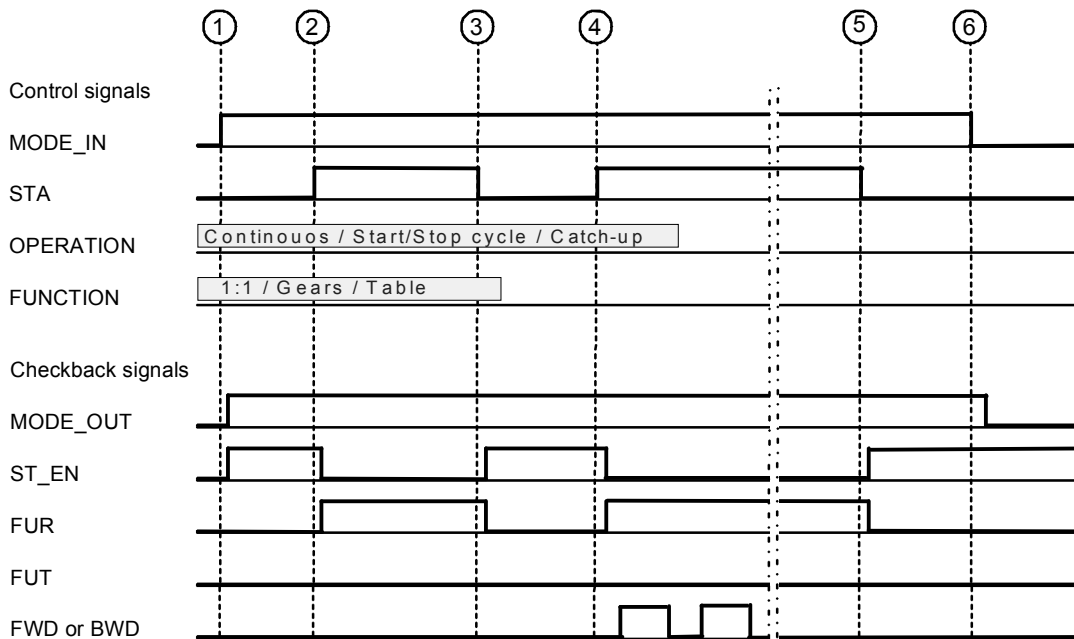 1 2 3 4 5 6
Control signals
MODE_IN
STA
OPERATION Continouos / Start/Stop cycle / Catch-up
FUNCTION 1:1 / Gears / Table
Checkback signals
MODE_OUT
ST_EN
FUR
FUT
FWD or BWD